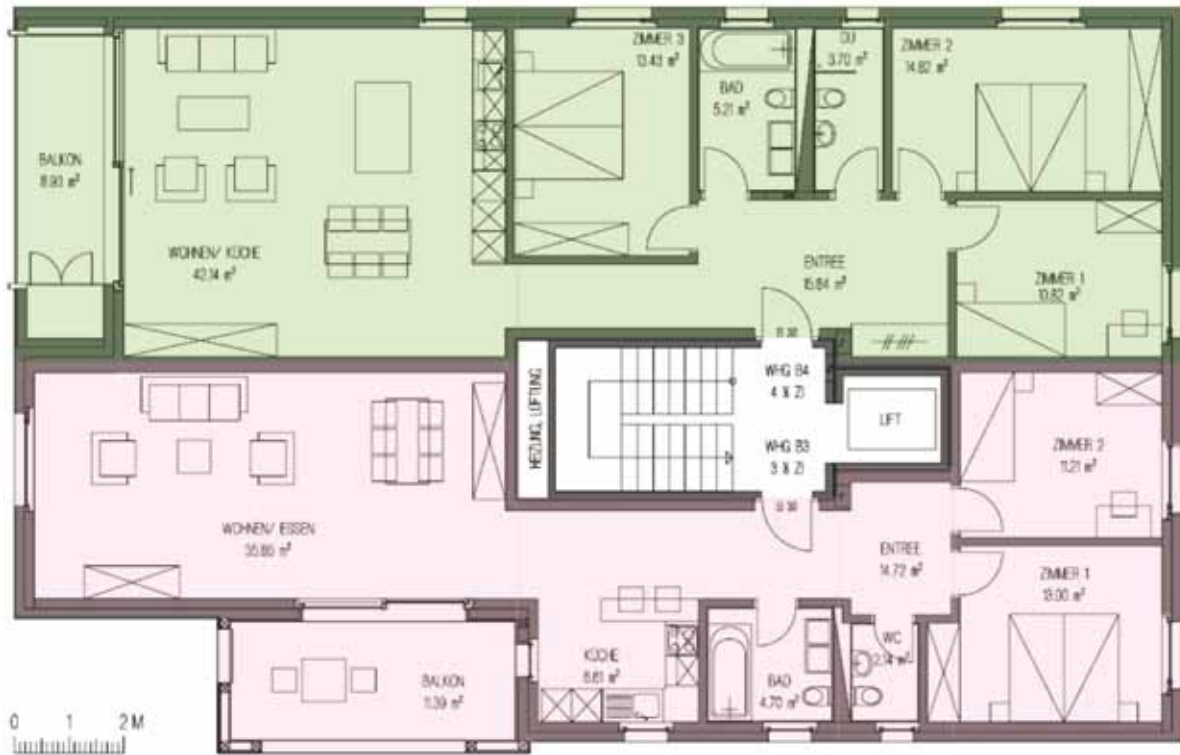 ZIMMER 3
13.43 m²
DU
3.70 m²
ZIMMER 2
14.82 m²
BAD
5.21 m²
BALKON
8.93 m²
WOHNEN/ KÜCHE
42.14 m²
ENTREE
15.84 m²
ZIMMER 1
10.82 m²
HEIZUNG, LÜFTUNG
WHG B4
4 ½ ZI
LIFT
WHG B3
3 ½ ZI
ZIMMER 2
11.21 m²
WOHNEN/ ESSEN
35.86 m²
ENTREE
14.72 m²
ZIMMER 1
13.00 m²
KÜCHE
8.61 m²
WC
2.14 m²
BALKON
11.39 m²
BAD
4.70 m²
0 1 2 M